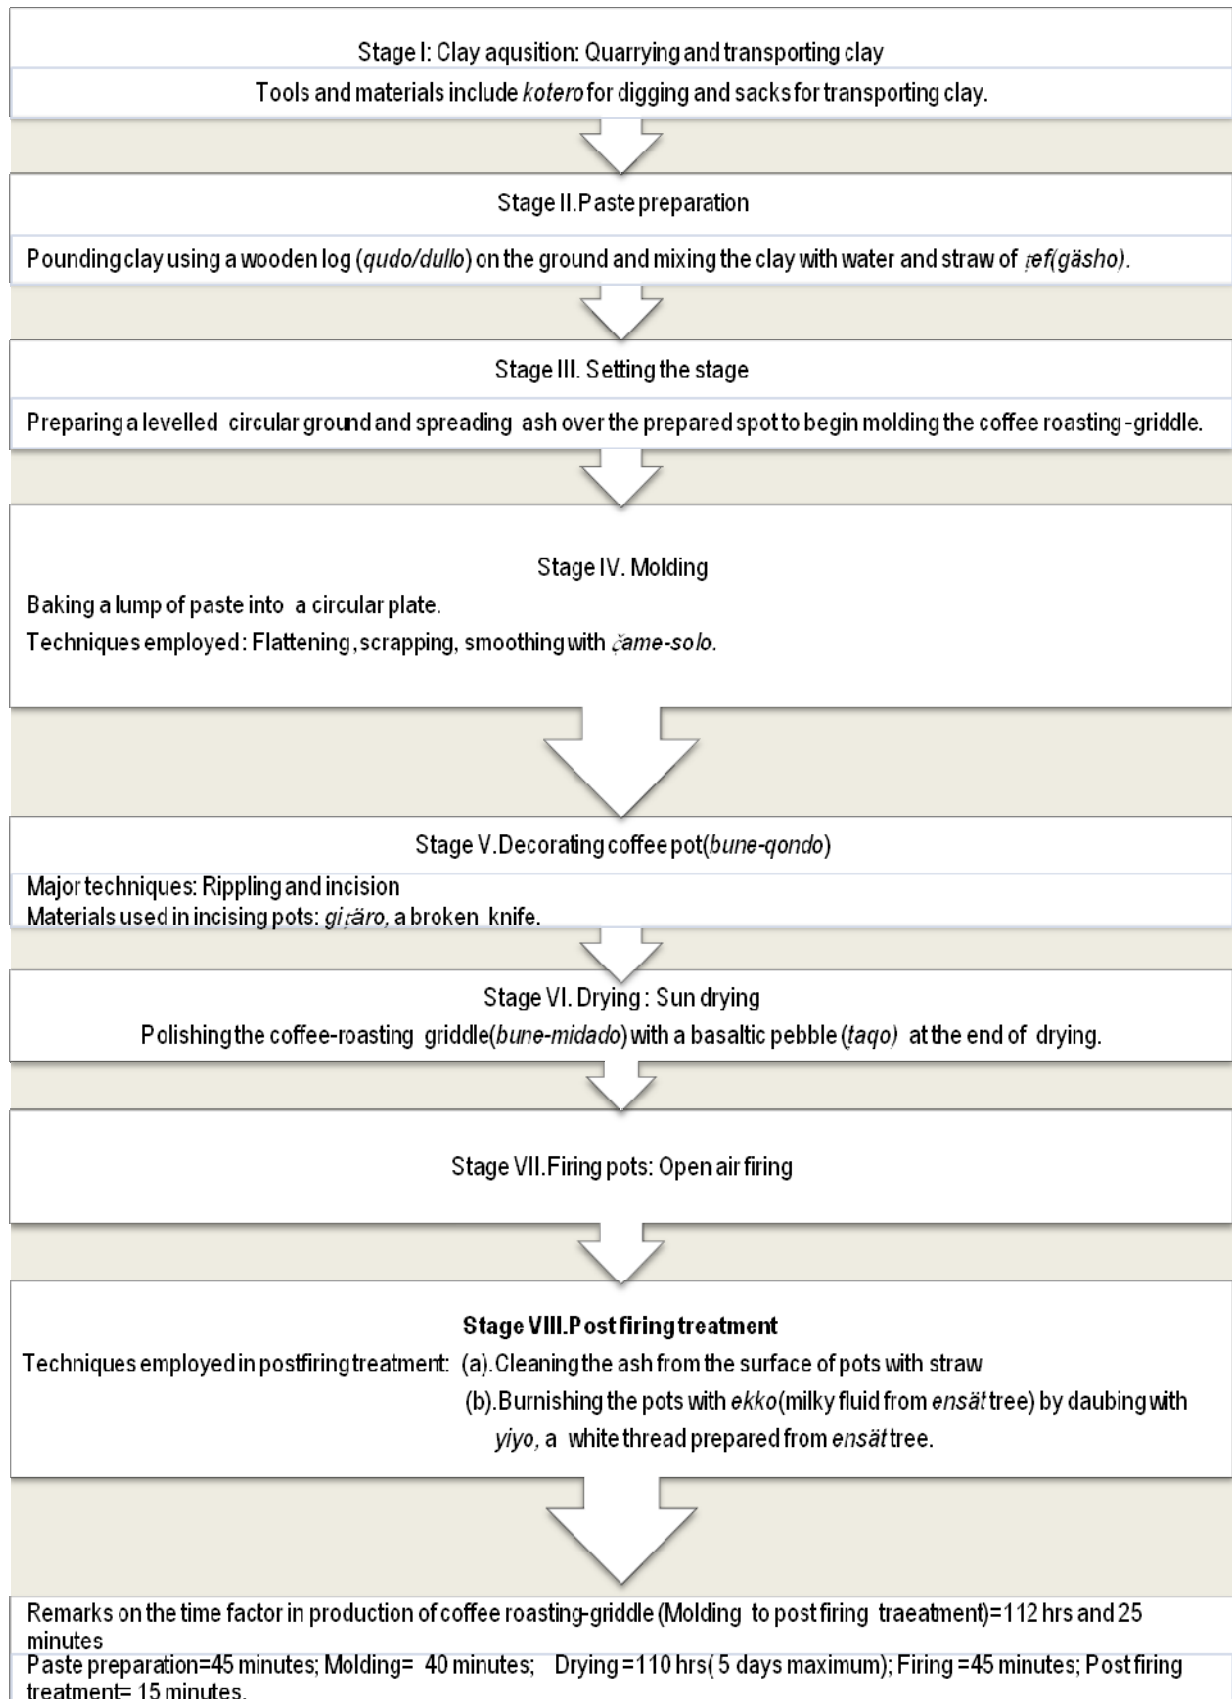 Stage I: Clay aqusition: Quarrying and transporting clay
Tools and materials include kotero for digging and sacks for transporting clay.
Stage II.Paste preparation
Pounding clay using a wooden log (qudo/dullo) on the ground and mixing the clay with water and straw of ṭef(gäsho).
Stage III. Setting the stage
Preparing a levelled circular ground and spreading ash over the prepared spot to begin molding the coffee roasting-griddle.
Stage IV. Molding
Baking a lump of paste into a circular plate.
Techniques employed: Flattening, scrapping, smoothing with č̣ame-solo.
Stage V.Decorating coffee pot(bune-qondo)
Major techniques: Rippling and incision
Materials used in incising pots: giṭäro, a broken knife.
Stage VI. Drying : Sun drying
Polishing the coffee-roasting griddle(bune-midado) with a basaltic pebble (ṭaqo) at the end of drying.
Stage VII.Firing pots: Open air firing
Stage VIII.Post firing treatment
Techniques employed in postfiring treatment: (a).Cleaning the ash from the surface of pots with straw
(b).Burnishing the pots with ekko(milky fluid from ensät tree) by daubing with
yiyo, a white thread prepared from ensät tree.
Remarks on the time factor in production of coffee roasting-griddle (Molding to post firing traeatment)=112 hrs and 25
minutes
Paste preparation=45 minutes; Molding= 40 minutes; Drying =110 hrs( 5 days maximum); Firing =45 minutes; Post firing
treatment= 15 minutes.